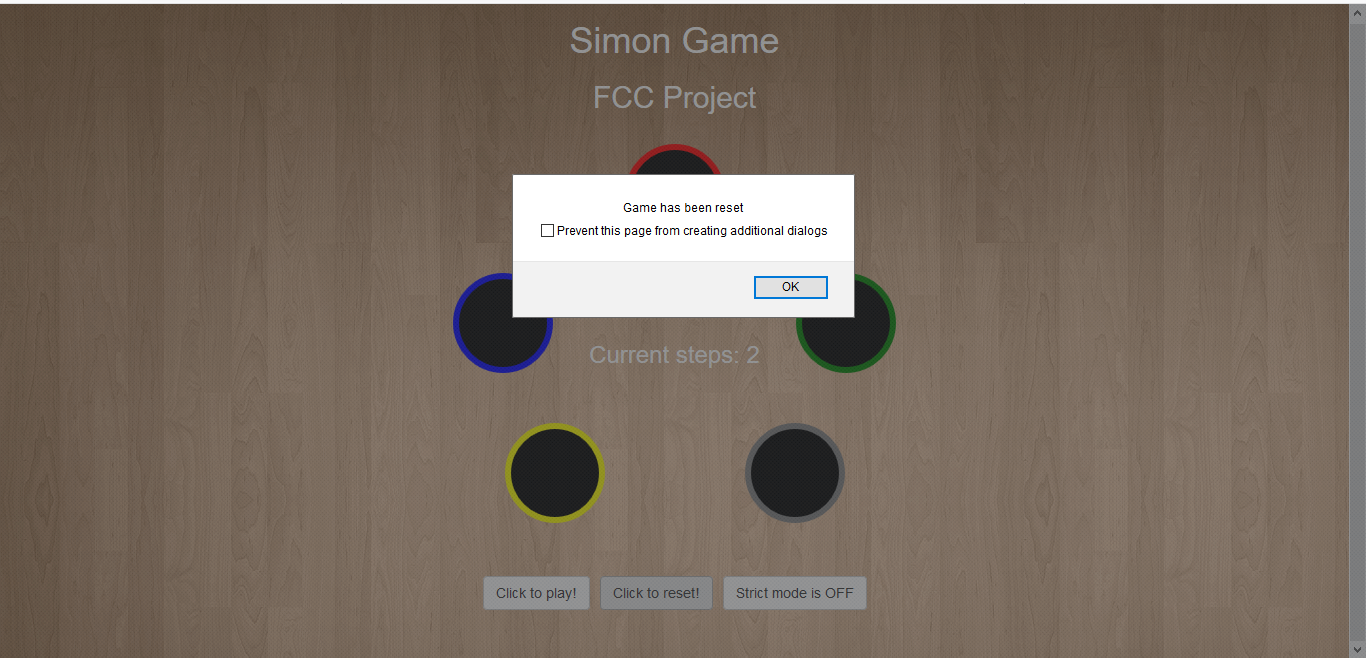 Simon Game
FCC Project
Game has been reset
Prevent this page from creating additional dialogs
OK
Current steps: 2
Click to play!
Click to reset!
Strict mode is OFF